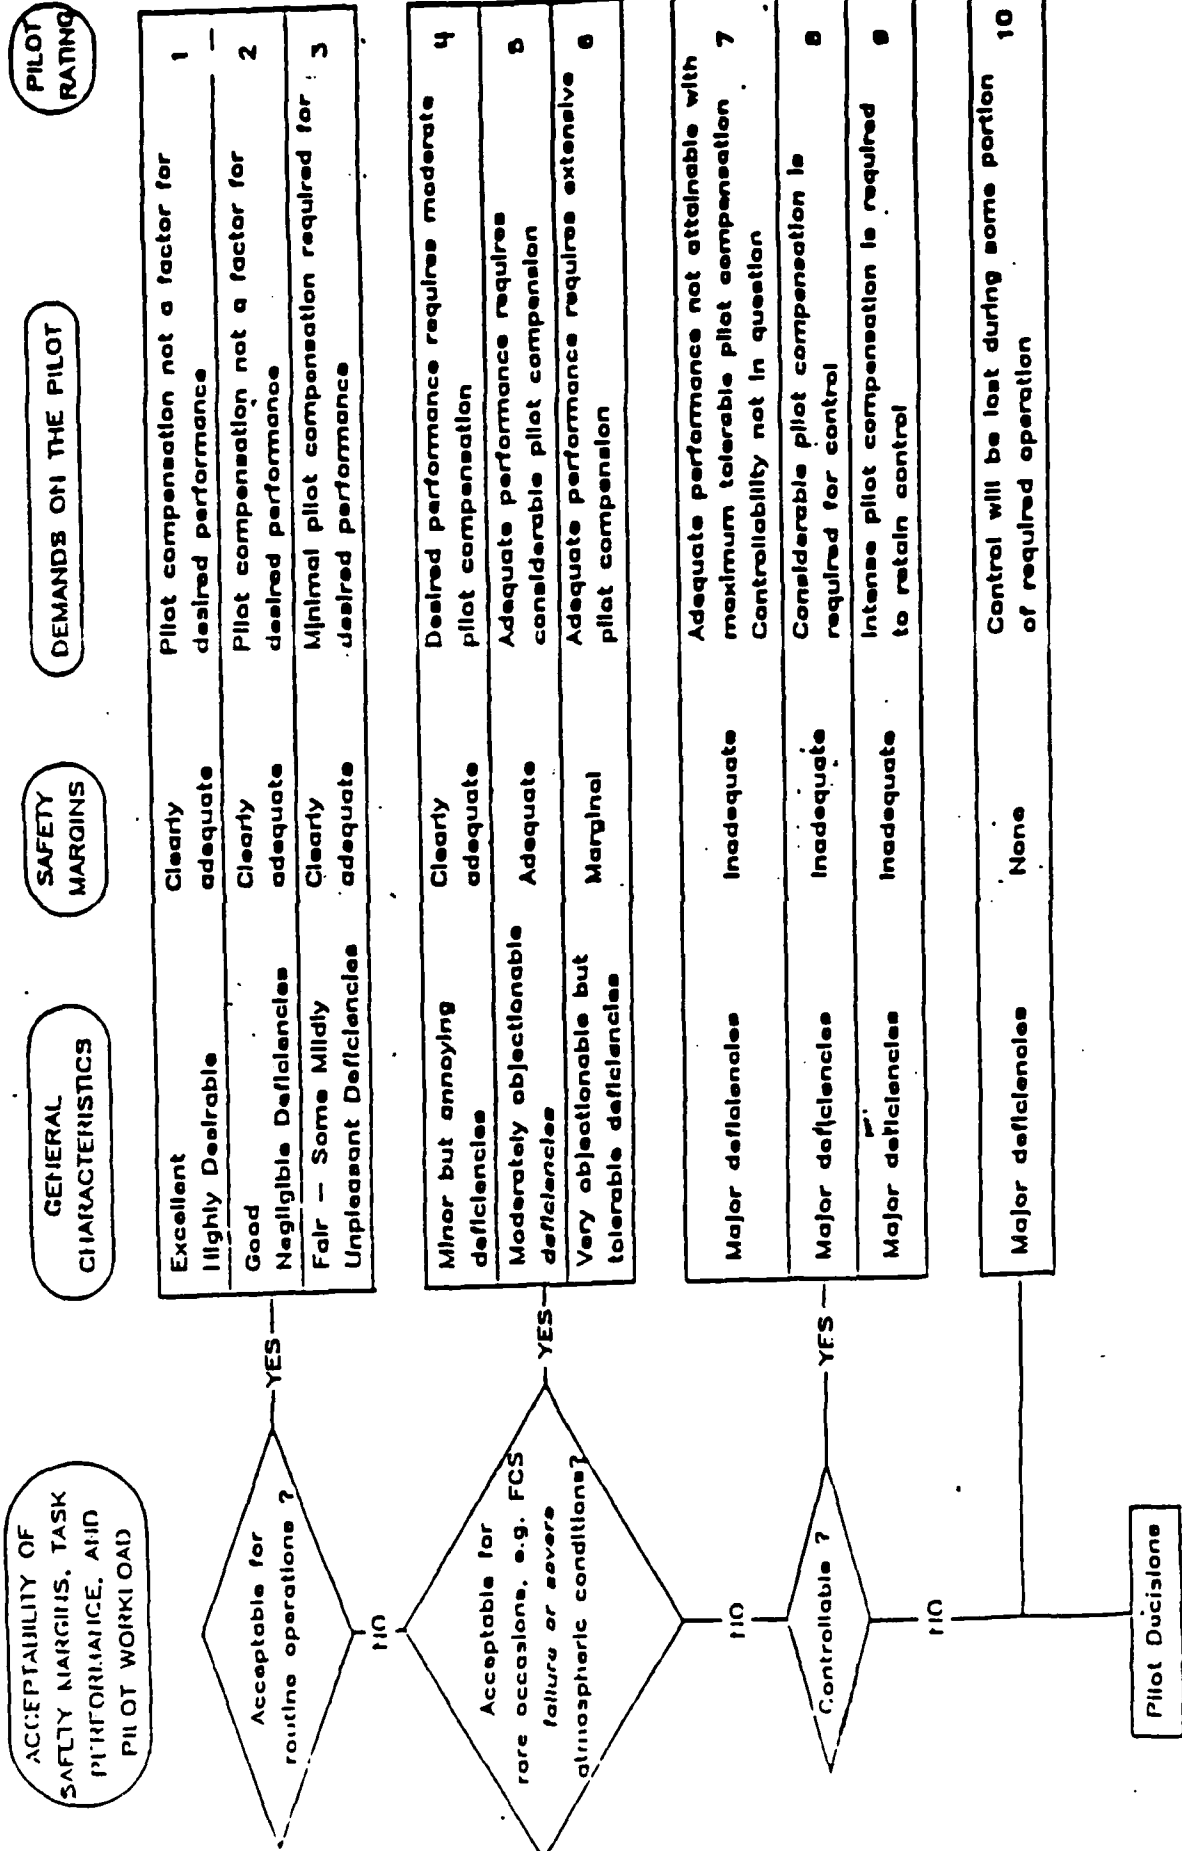 ACCEPTABILITY OF
SAFETY MARGINS, TASK
PERFORMANCE, AND
PILOT WORKLOAD
GENERAL
CHARACTERISTICS
SAFETY
MARGINS
DEMANDS ON THE PILOT
PILOT
RATING
Acceptable for
routine operations ?
YES
NO
Excellent
Highly Desirable
Clearly
adequate
Pilot compensation not a factor for
desired performance
1
Good
Negligible Deficiencies
Clearly
adequate
Pilot compensation not a factor for
desired performance
2
Fair – Some Mildly
Unpleasant Deficiencies
Clearly
adequate
Minimal pilot compensation required for
desired performance
3
Acceptable for
rare occasions, e.g. FCS
failure or severe
atmospheric conditions?
YES
NO
Minor but annoying
deficiencies
Clearly
adequate
Desired performance requires moderate
pilot compensation
4
Moderately objectionable
deficiencies
Adequate
Adequate performance requires
considerable pilot compension
5
Very objectionable but
tolerable deficiencies
Marginal
Adequate performance requires extensive
pilot compension
6
Controllable ?
YES
NO
Major deficiencies
Inadequate
Adequate performance not attainable with
maximum tolerable pilot compensation
Controllability not in question
7
Major deficiencies
Inadequate
Considerable pilot compensation is
required for control
8
Major deficiencies
Inadequate
Intense pilot compensation is required
to retain control
9
Major deficiencies
None
Control will be lost during some portion
of required operation
10
Pilot Decisions